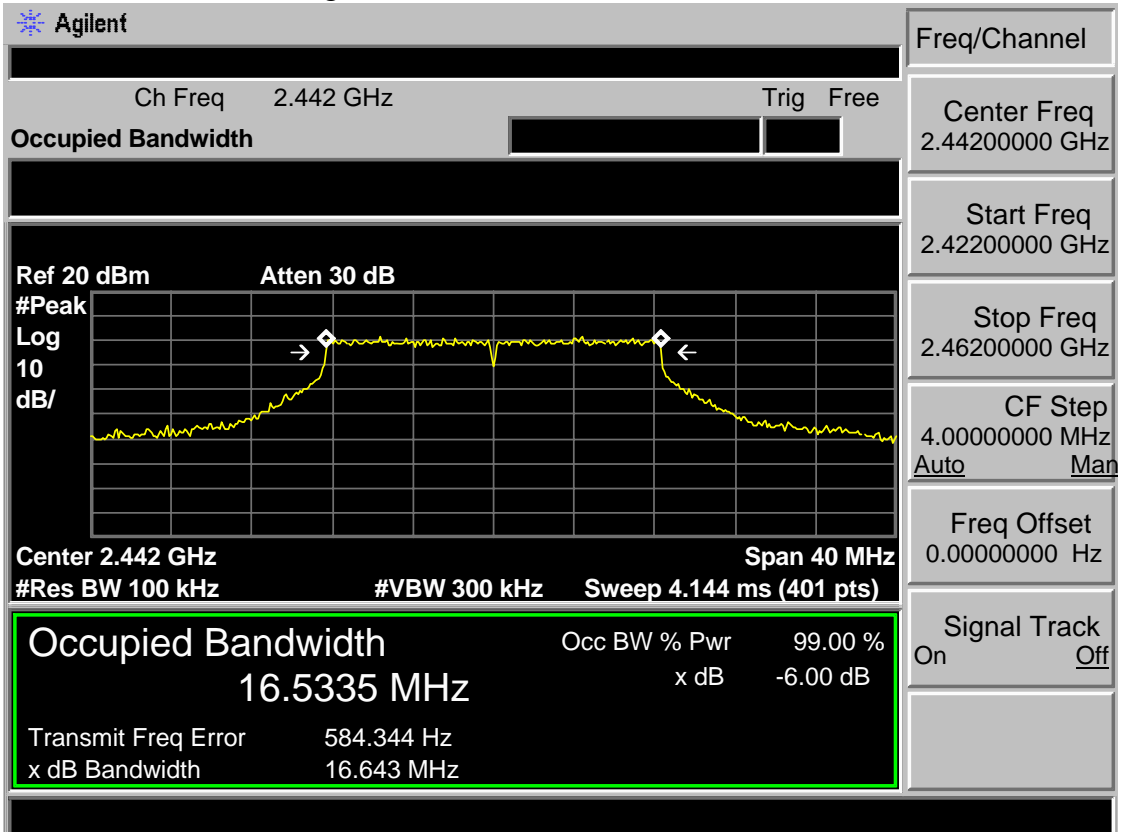 Agilent
Freq/Channel
Ch Freq 2.442 GHz Trig Free
Occupied Bandwidth
Center Freq
2.44200000 GHz
Start Freq
2.42200000 GHz
Stop Freq
2.46200000 GHz
CF Step
4.00000000 MHz
Auto Man
Freq Offset
0.00000000 Hz
Signal Track
On Off
Ref 20 dBm Atten 30 dB
#Peak
Log
10
dB/
Center 2.442 GHz Span 40 MHz
#Res BW 100 kHz #VBW 300 kHz Sweep 4.144 ms (401 pts)
Occupied Bandwidth Occ BW % Pwr 99.00 %
16.5335 MHz x dB -6.00 dB
Transmit Freq Error 584.344 Hz
x dB Bandwidth 16.643 MHz